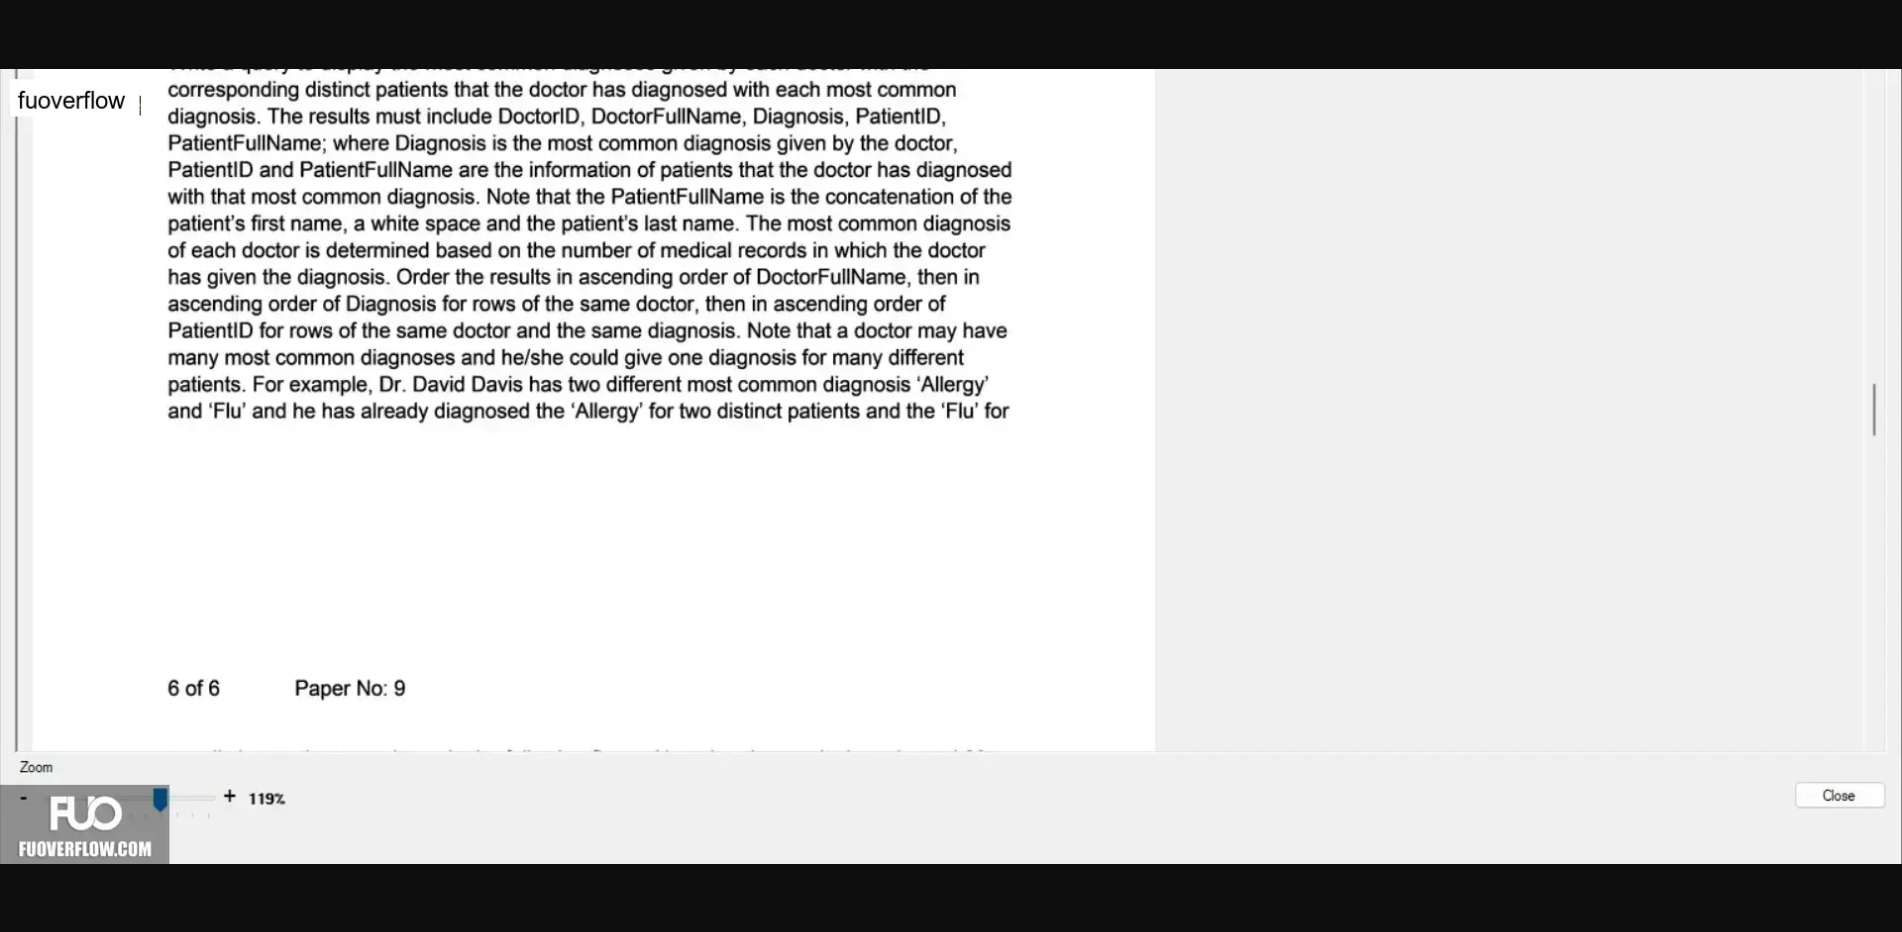 fuoverflow
corresponding distinct patients that the doctor has diagnosed with each most common
diagnosis. The results must include DoctorID, DoctorFullName, Diagnosis, PatientID,
PatientFullName; where Diagnosis is the most common diagnosis given by the doctor,
PatientID and PatientFullName are the information of patients that the doctor has diagnosed
with that most common diagnosis. Note that the PatientFullName is the concatenation of the
patient’s first name, a white space and the patient’s last name. The most common diagnosis
of each doctor is determined based on the number of medical records in which the doctor
has given the diagnosis. Order the results in ascending order of DoctorFullName, then in
ascending order of Diagnosis for rows of the same doctor, then in ascending order of
PatientID for rows of the same doctor and the same diagnosis. Note that a doctor may have
many most common diagnoses and he/she could give one diagnosis for many different
patients. For example, Dr. David Davis has two different most common diagnosis ‘Allergy’
and ‘Flu’ and he has already diagnosed the ‘Allergy’ for two distinct patients and the ‘Flu’ for
6 of 6 Paper No: 9
Zoom
- + 119%
Close
FUO
FUOVERFLOW.COM